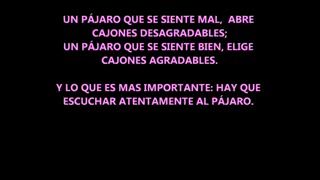 UN PÁJARO QUE SE SIENTE MAL, ABRE
CAJONES DESAGRADABLES;
UN PÁJARO QUE SE SIENTE BIEN, ELIGE
CAJONES AGRADABLES.
Y LO QUE ES MAS IMPORTANTE: HAY QUE
ESCUCHAR ATENTAMENTE AL PÁJARO.